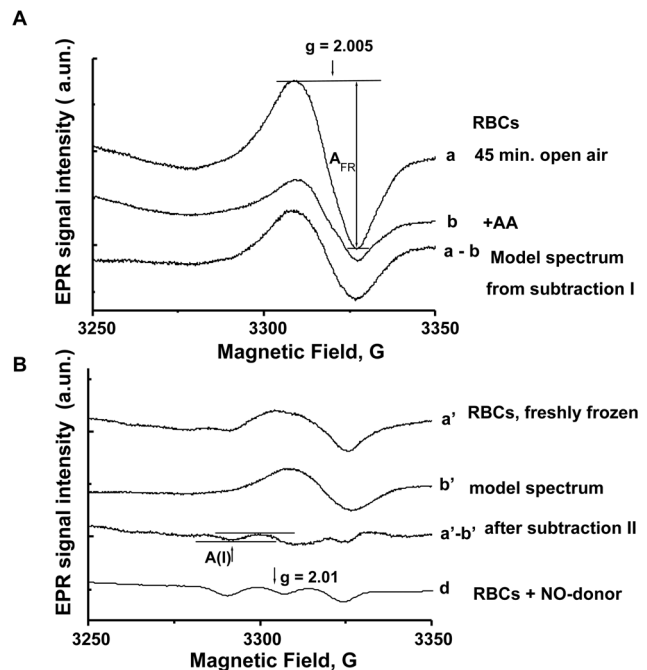 A
g = 2.005
EPR signal intensity ( a.un.)
A_FR
RBCs
a 45 min. open air
b +AA
a - b Model spectrum
from subtraction I
3250 3300 3350
Magnetic Field, G
B
EPR signal intensity (a.un.)
a' RBCs, freshly frozen
b' model spectrum
a'-b' after subtraction II
A(I)
g = 2.01
d RBCs + NO-donor
3250 3300 3350
Magnetic Field, G